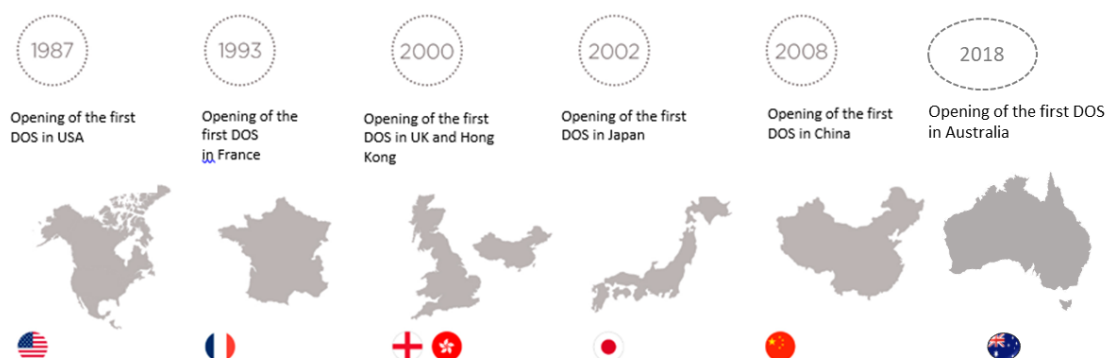 1987
Opening of the first
DOS in USA
1993
Opening of the
first DOS
in France
2000
Opening of the first
DOS in UK and Hong
Kong
2002
Opening of the first
DOS in Japan
2008
Opening of the first
DOS in China
2018
Opening of the first DOS
in Australia